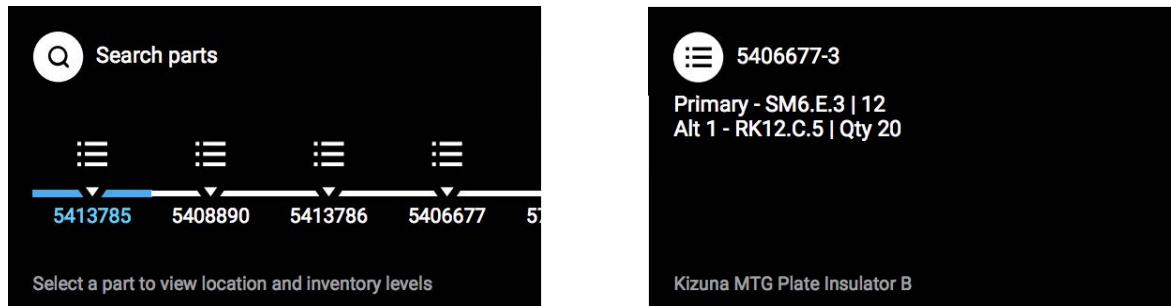 Search parts
5413785 5408890 5413786 5406677 57
Select a part to view location and inventory levels
5406677-3
Primary - SM6.E.3 | 12
Alt 1 - RK12.C.5 | Qty 20
Kizuna MTG Plate Insulator B